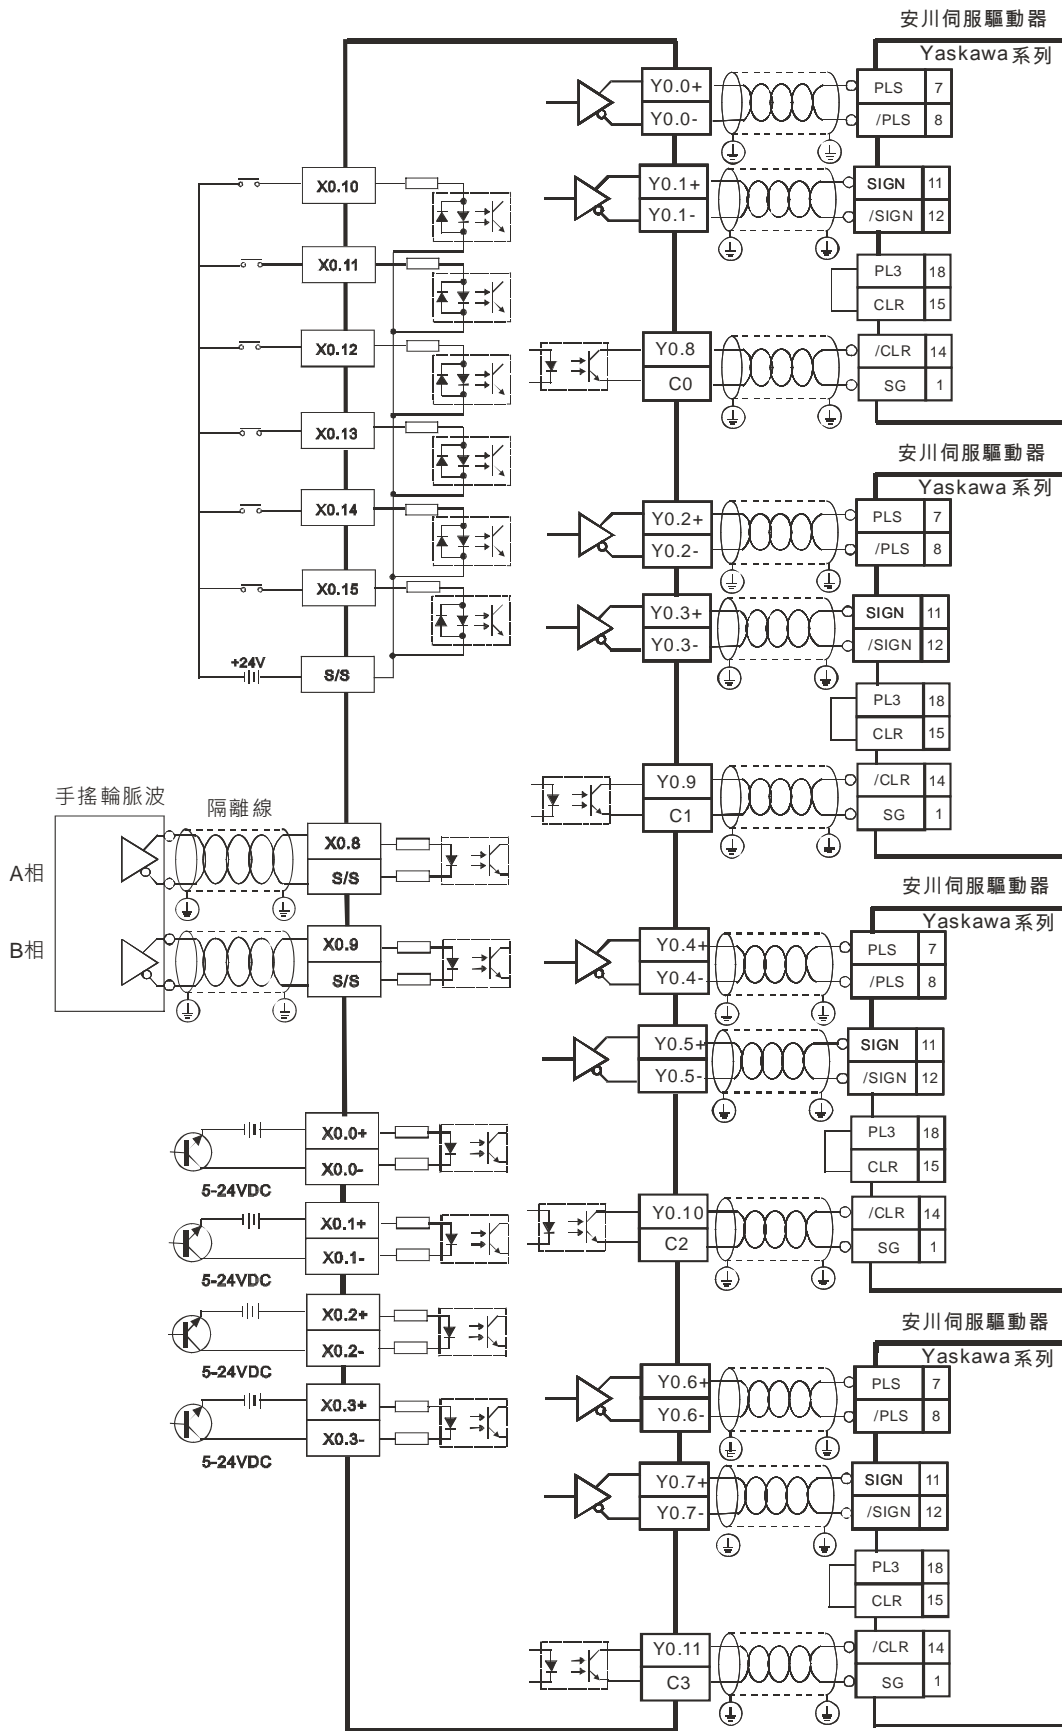 安川伺服驅動器
Yaskawa系列
Y0.0+
Y0.0-
PLS 7
/PLS 8
X0.10
Y0.1+
Y0.1-
SIGN 11
/SIGN 12
X0.11
PL3 18
CLR 15
X0.12
Y0.8
C0
/CLR 14
SG 1
X0.13
安川伺服驅動器
Yaskawa系列
X0.14
Y0.2+
Y0.2-
PLS 7
/PLS 8
X0.15
Y0.3+
Y0.3-
SIGN 11
/SIGN 12
+24V
S/S
PL3 18
CLR 15
手搖輪脈波
隔離線
Y0.9
C1
/CLR 14
SG 1
A相
X0.8
S/S
安川伺服驅動器
Yaskawa系列
B相
X0.9
S/S
Y0.4+
Y0.4-
PLS 7
/PLS 8
Y0.5+
Y0.5-
SIGN 11
/SIGN 12
X0.0+
X0.0-
5-24VDC
PL3 18
CLR 15
X0.1+
X0.1-
5-24VDC
Y0.10
C2
/CLR 14
SG 1
X0.2+
X0.2-
5-24VDC
安川伺服驅動器
Yaskawa系列
X0.3+
X0.3-
5-24VDC
Y0.6+
Y0.6-
PLS 7
/PLS 8
Y0.7+
Y0.7-
SIGN 11
/SIGN 12
PL3 18
CLR 15
Y0.11
C3
/CLR 14
SG 1